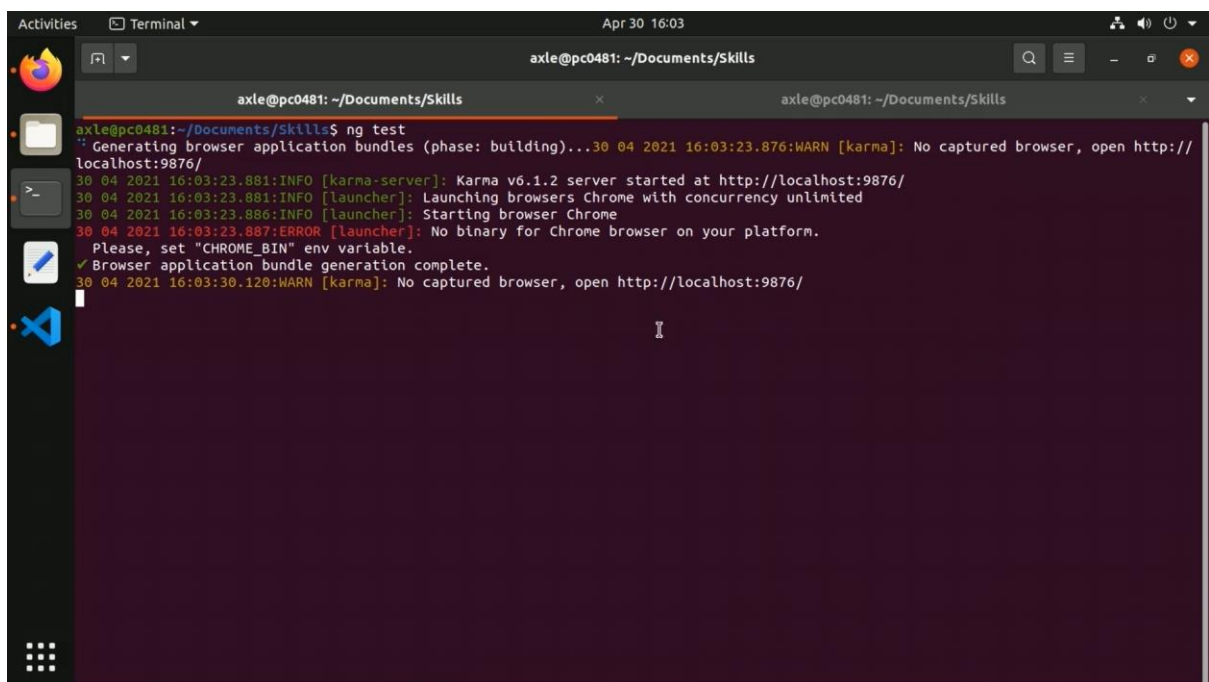 Activities Terminal Apr 30 16:03
axle@pc0481: ~/Documents/Skills
axle@pc0481: ~/Documents/Skills axle@pc0481: ~/Documents/Skills
axle@pc0481:~/Documents/Skills$ ng test
Generating browser application bundles (phase: building)...30 04 2021 16:03:23.876:WARN [karma]: No captured browser, open http://
localhost:9876/
30 04 2021 16:03:23.881:INFO [karma-server]: Karma v6.1.2 server started at http://localhost:9876/
30 04 2021 16:03:23.881:INFO [launcher]: Launching browsers Chrome with concurrency unlimited
30 04 2021 16:03:23.886:INFO [launcher]: Starting browser Chrome
30 04 2021 16:03:23.887:ERROR [launcher]: No binary for Chrome browser on your platform.
Please, set "CHROME_BIN" env variable.
✔ Browser application bundle generation complete.
30 04 2021 16:03:30.120:WARN [karma]: No captured browser, open http://localhost:9876/